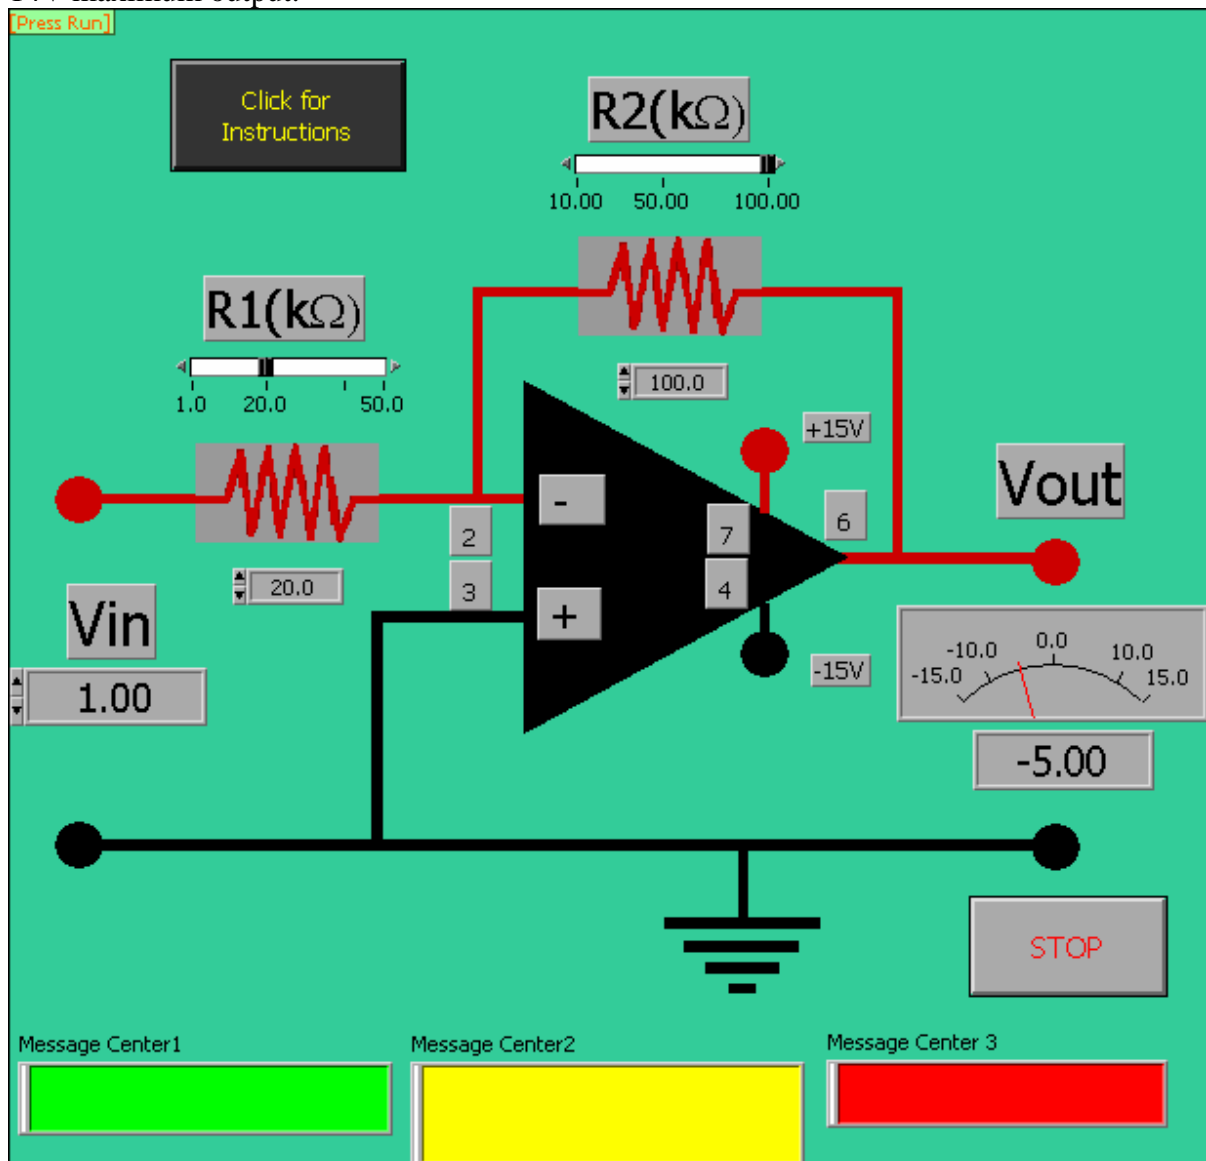 [Press Run]
Click for
Instructions
R2(kΩ)
10.00 50.00 100.00
R1(kΩ)
1.0 20.0 50.0
100.0
+15V
Vout
-
2
7
6
3
4
20.0
+
Vin
-15V
1.00
-15.0 -10.0 0.0 10.0 15.0
-5.00
STOP
Message Center1
Message Center2
Message Center 3